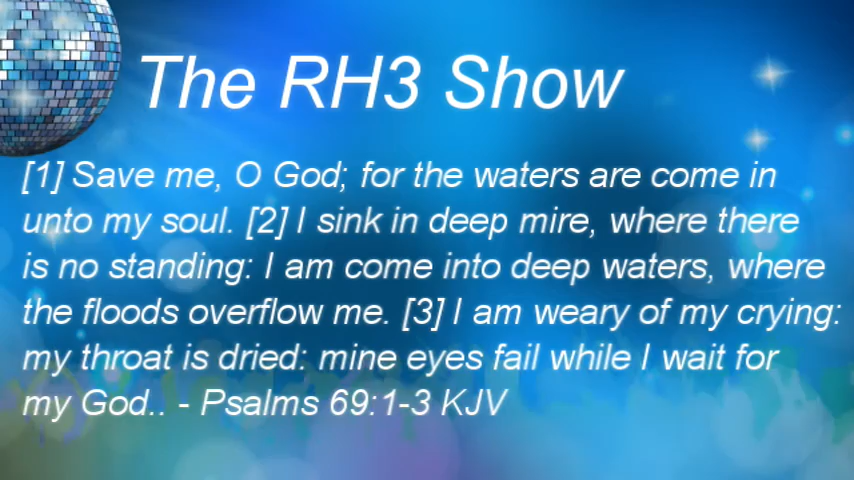 The RH3 Show
[1] Save me, O God; for the waters are come in
unto my soul. [2] I sink in deep mire, where there
is no standing: I am come into deep waters, where
the floods overflow me. [3] I am weary of my crying:
my throat is dried: mine eyes fail while I wait for
my God.. - Psalms 69:1-3 KJV